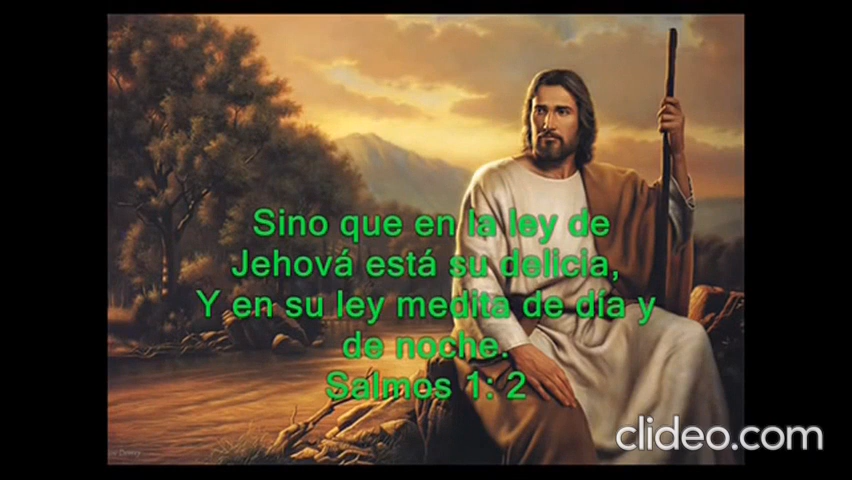 Sino que en la ley de
Jehová está su delicia,
Y en su ley medita de día y
de noche.
Salmos 1: 2
clideo.com